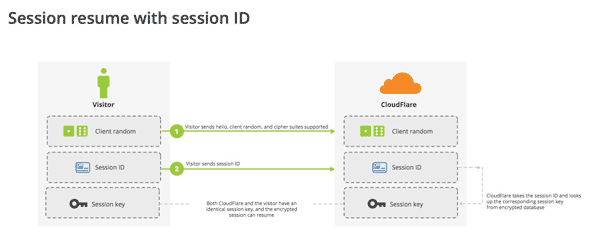 Session resume with session ID
Visitor
CloudFlare
Client random
1
Visitor sends hello, client random, and cipher suites supported
Client random
Session ID
2
Visitor sends session ID
Session ID
Session key
Both CloudFlare and the visitor have an
identical session key, and the encrypted
session can resume
Session key
CloudFlare takes the session ID and looks
up the corresponding session key
from encrypted database